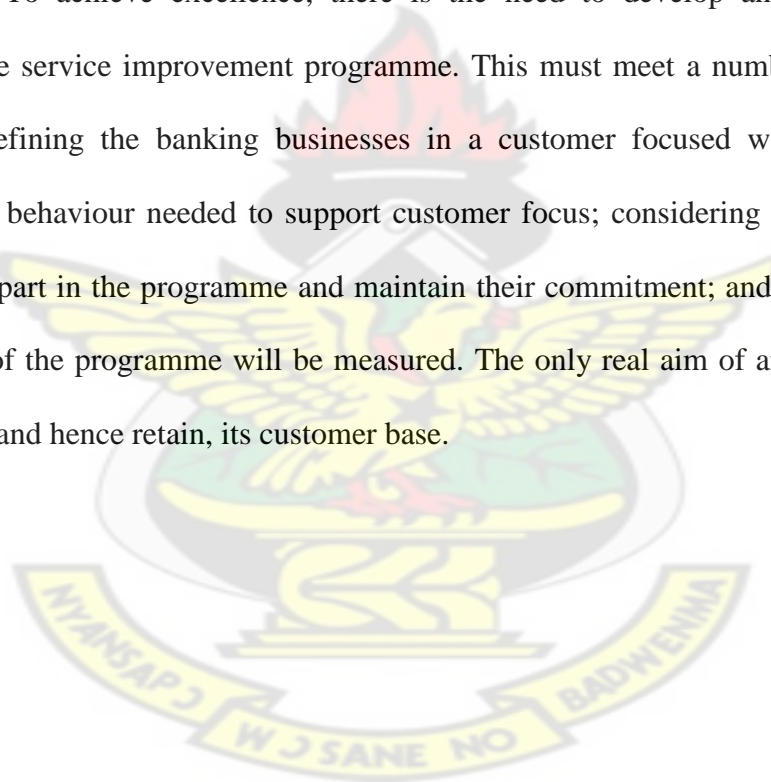 To achieve excellence, there is the need to develop an
e service improvement programme. This must meet a numb
efining the banking businesses in a customer focused w
behaviour needed to support customer focus; considering
part in the programme and maintain their commitment; and
of the programme will be measured. The only real aim of a
and hence retain, its customer base.
NYANSAPƆ WƆ SANE NO BADWENMA